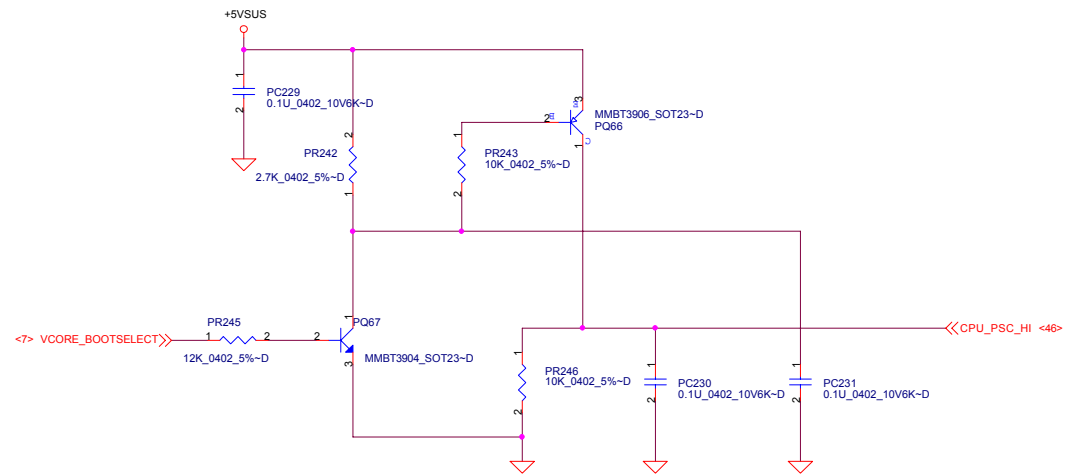 +5VSUS
1
PC229
0.1U_0402_10V6K~D
2
3
E
MMBT3906_SOT23~D
2
B
PQ66
C
1
2
PR242
2.7K_0402_5%~D
1
1
PR243
10K_0402_5%~D
2
1
PR245
PQ67
<7> VCORE_BOOTSELECT
1
2
2
12K_0402_5%~D
MMBT3904_SOT23~D
3
CPU_PSC_HI <46>
1
PR246
10K_0402_5%~D
2
1
PC230
0.1U_0402_10V6K~D
2
1
PC231
0.1U_0402_10V6K~D
2